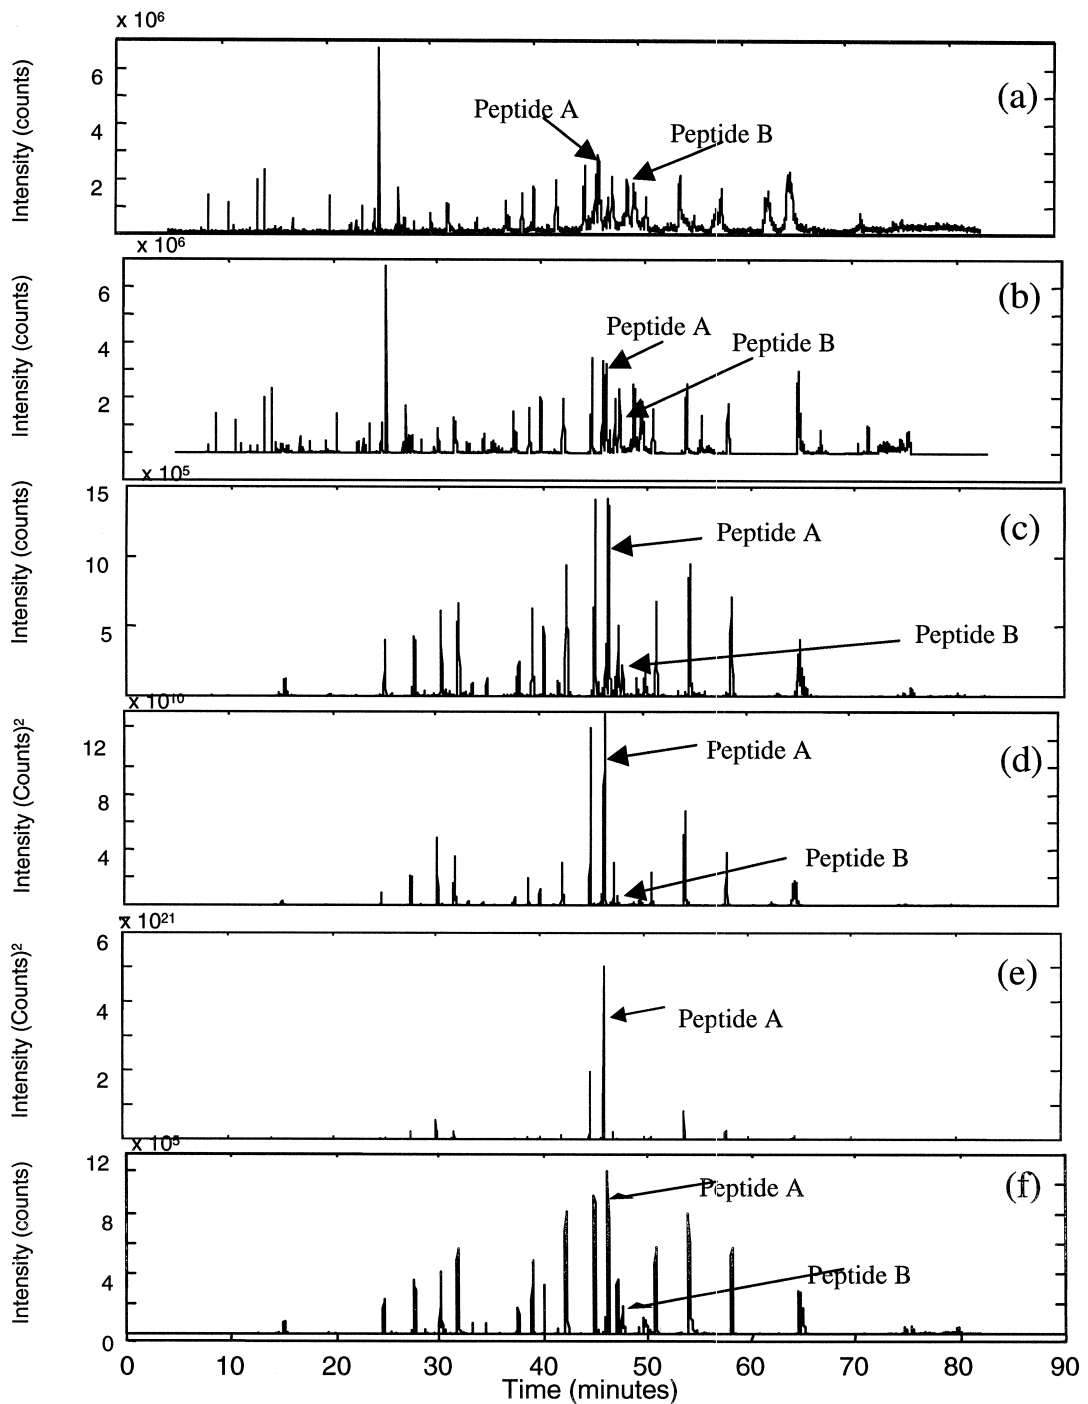 x 10⁶
Intensity (counts)
6
4
2
Peptide A
Peptide B
(a)
x 10⁶
Intensity (counts)
6
4
2
Peptide A
Peptide B
(b)
x 10⁵
Intensity (counts)
15
10
5
Peptide A
Peptide B
(c)
x 10¹⁰
Intensity (Counts)²
12
8
4
Peptide A
Peptide B
(d)
x 10²¹
Intensity (Counts)²
6
4
2
Peptide A
(e)
x 10⁵
Intensity (counts)
12
8
4
0
Peptide A
Peptide B
(f)
0 10 20 30 40 50 60 70 80 90
Time (minutes)